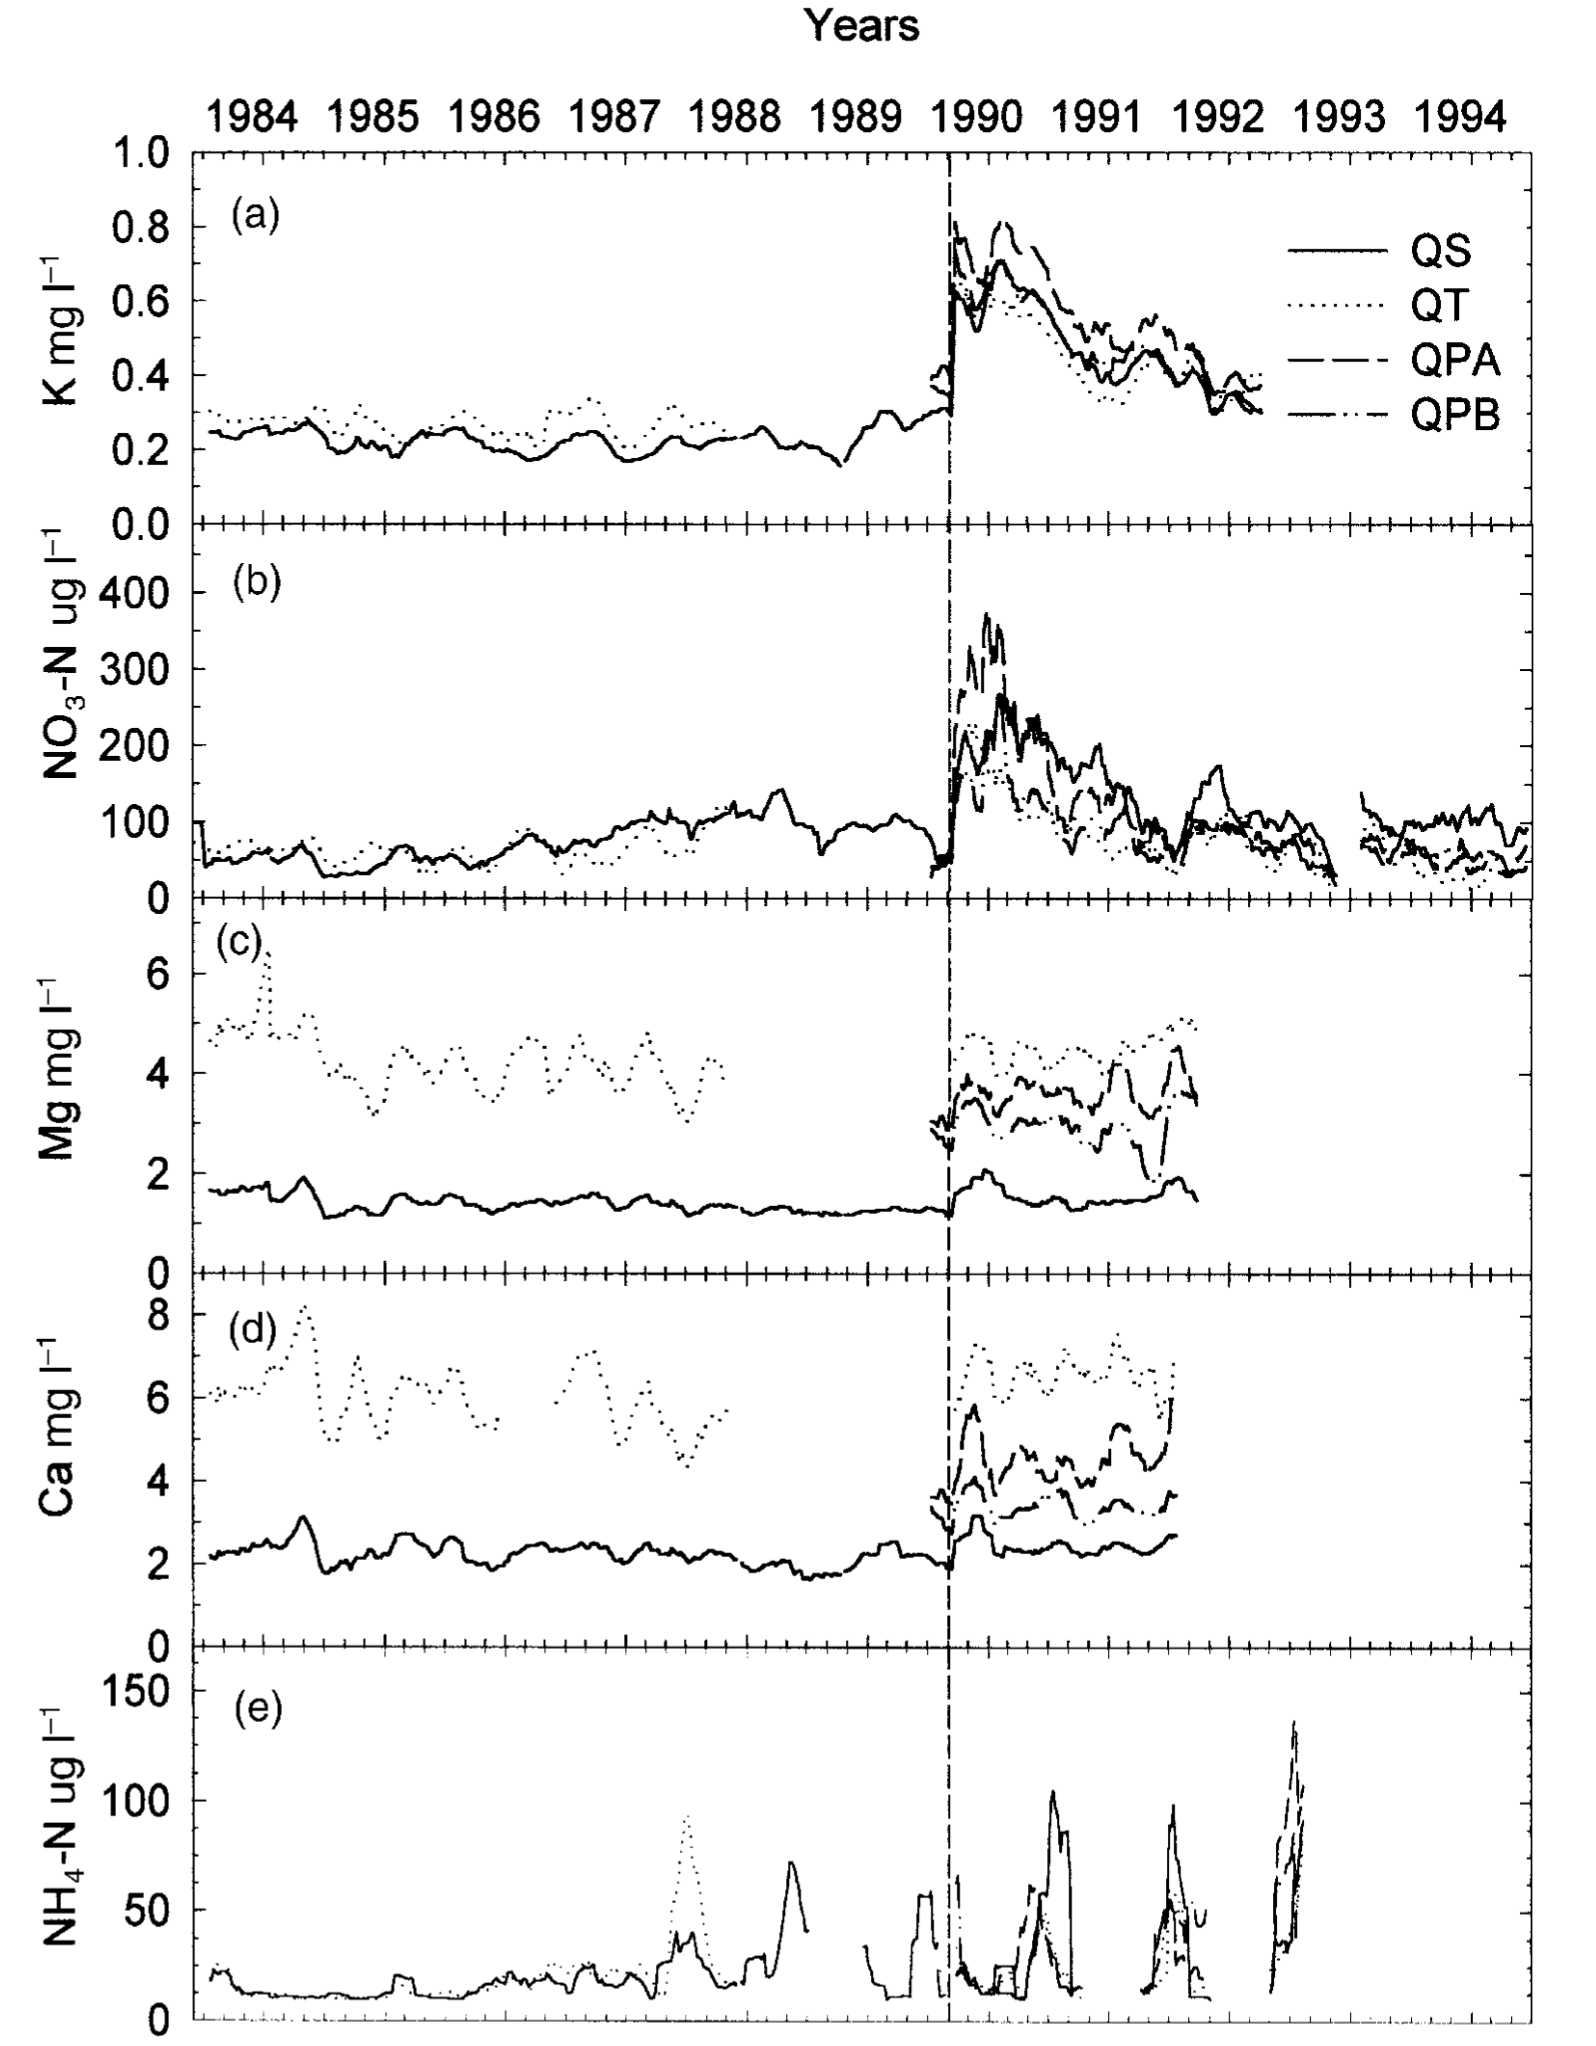 Years
1984 1985 1986 1987 1988 1989 1990 1991 1992 1993 1994
1.0
0.8
0.6
0.4
0.2
0.0
K mg l⁻¹
(a)
QS
QT
QPA
QPB
400
300
200
100
0
NO₃-N ug l⁻¹
(b)
6
4
2
0
Mg mg l⁻¹
(c)
8
6
4
2
0
Ca mg l⁻¹
(d)
150
100
50
0
NH₄-N ug l⁻¹
(e)